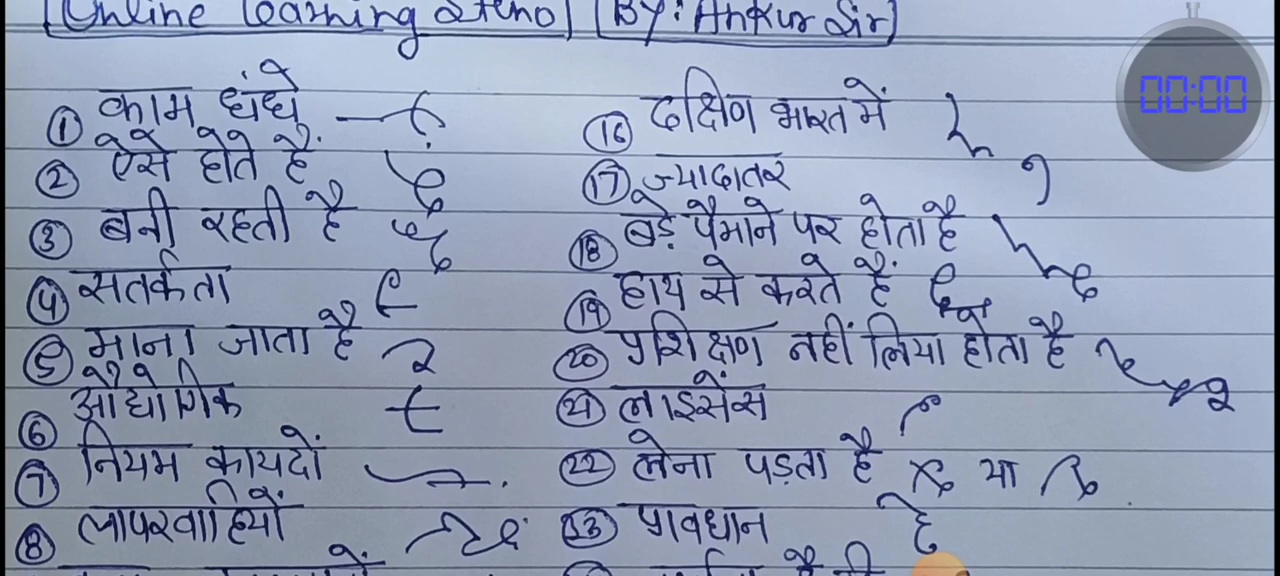 Online learning steno By: Ankur Sir
00:00
① काम धंधे
② ऐसे होते हैं
③ बनी रहती है
④ सतर्कता
⑤ माना जाता है
⑥ औद्योगिक
⑦ नियम कायदों
⑧ लापरवाहियों
⑯ दक्षिण भारत में
⑰ ज्यादातर
⑱ बड़े पैमाने पर होता है
⑲ हाथ से करते हैं
⑳ प्रशिक्षण नहीं लिया होता है
㉑ लाइसेंस
㉒ लेना पड़ता है या
㉓ प्रावधान